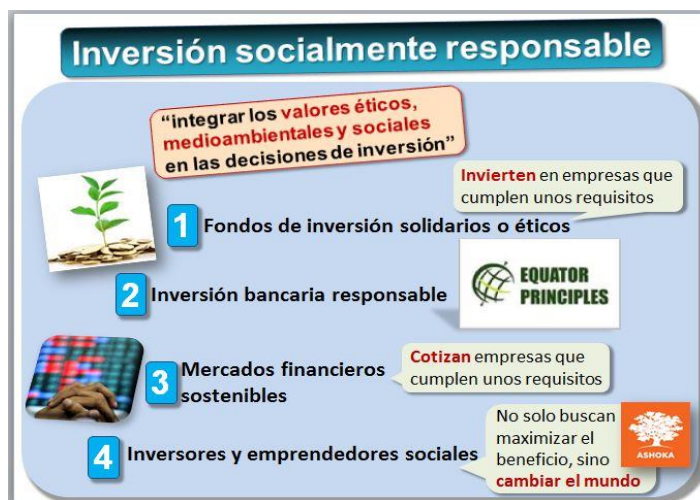 Inversión socialmente responsable
“integrar los valores éticos,
medioambientales y sociales
en las decisiones de inversión”
Invierten en empresas que
cumplen unos requisitos
1 Fondos de inversión solidarios o éticos
2 Inversión bancaria responsable
EQUATOR
PRINCIPLES
3 Mercados financieros
sostenibles
Cotizan empresas que
cumplen unos requisitos
4 Inversores y emprendedores sociales
No solo buscan
maximizar el
beneficio, sino
cambiar el mundo
ASHOKA